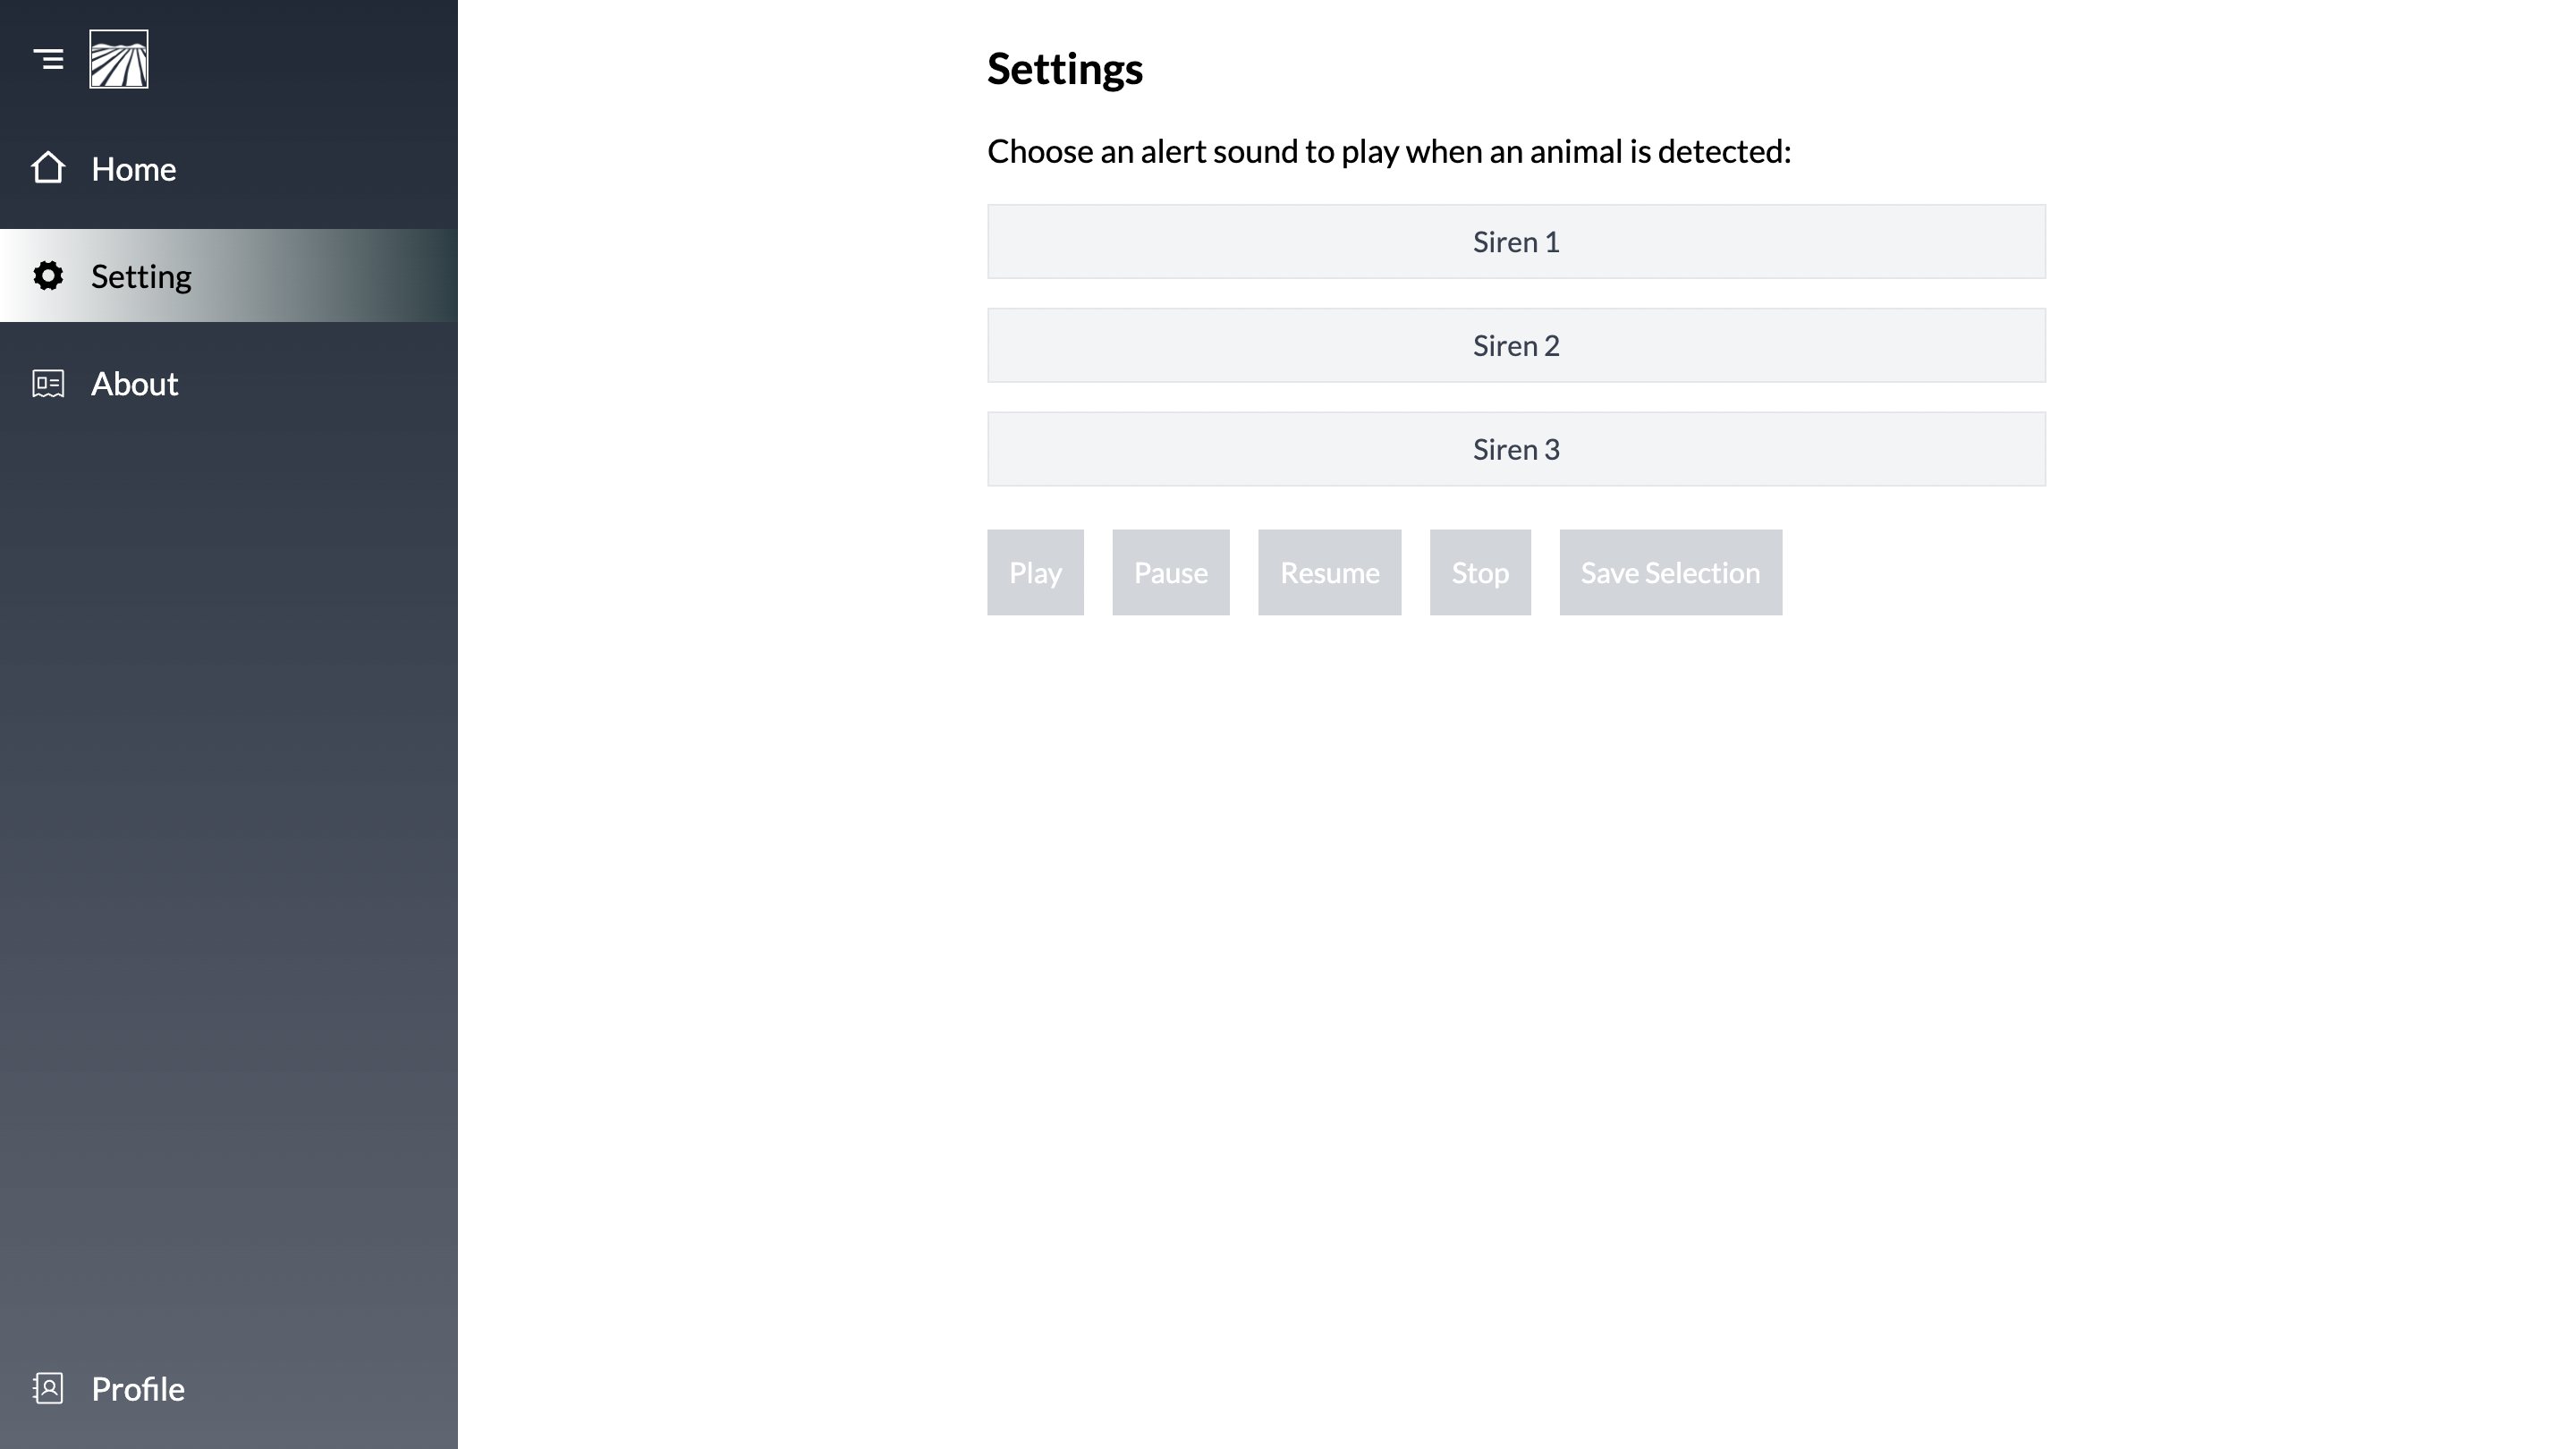 Home
Setting
About
Profile
Settings
Choose an alert sound to play when an animal is detected:
Siren 1
Siren 2
Siren 3
Play Pause Resume Stop Save Selection